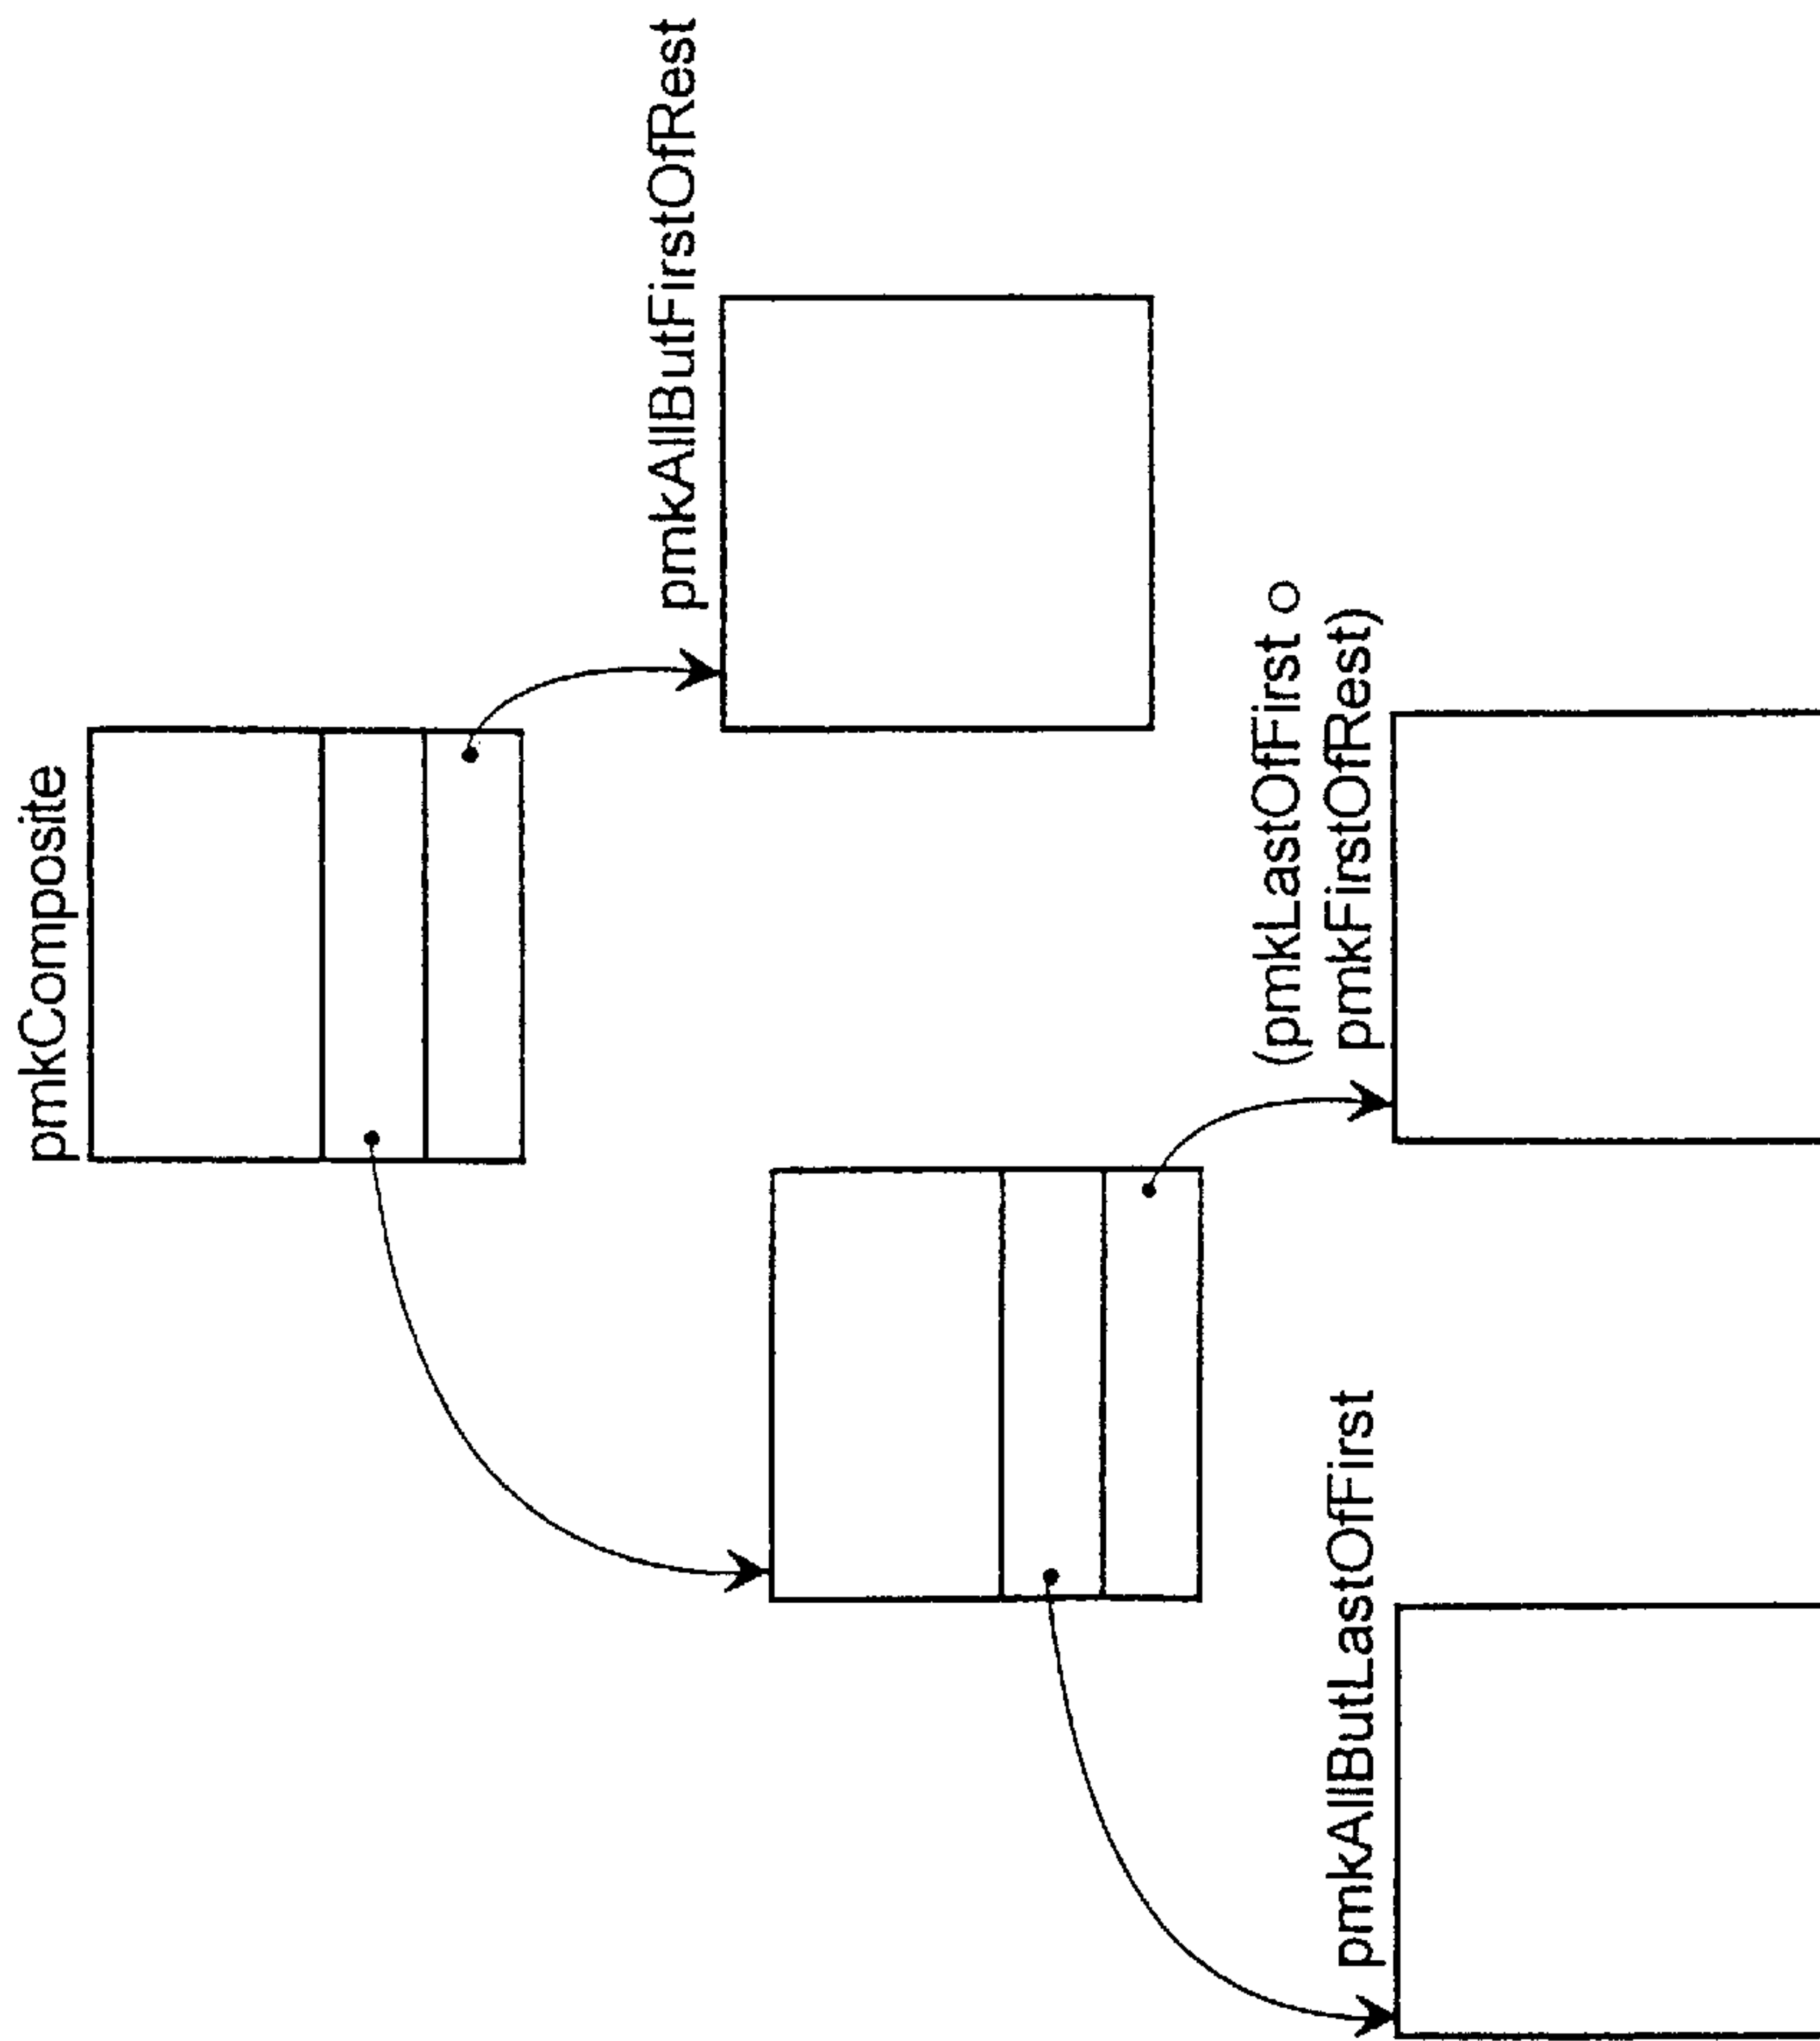 pmkComposite
pmkAllButFirstOfRest
(pmkLastOfFirst o
pmkFirstOfRest)
pmkAllButLastOfFirst